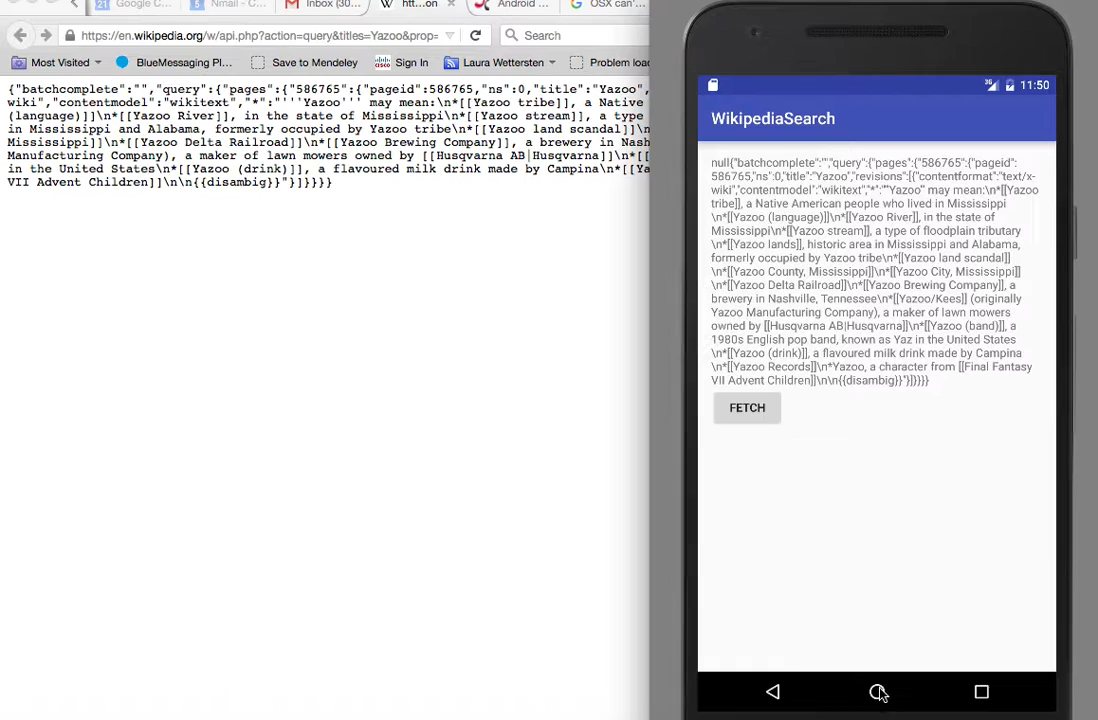 Google C...
Nmail - C...
Inbox (30...
htt...on
Android ...
OSX can'...
https://en.wikipedia.org/w/api.php?action=query&titles=Yazoo&prop=
Search
Most Visited
BlueMessaging Pl...
Save to Mendeley
Sign In
Laura Wettersten
Problem loa
{"batchcomplete":"","query":{"pages":{"586765":{"pageid":586765,"ns":0,"title":"Yazoo",
wiki","contentmodel":"wikitext","*":"'''Yazoo''' may mean:\n*[[Yazoo tribe]], a Native
(language)]]\n*[[Yazoo River]], in the state of Mississippi\n*[[Yazoo stream]], a type
in Mississippi and Alabama, formerly occupied by Yazoo tribe\n*[[Yazoo land scandal]]\n
Mississippi]]\n*[[Yazoo Delta Railroad]]\n*[[Yazoo Brewing Company]], a brewery in Nash
Manufacturing Company), a maker of lawn mowers owned by [[Husqvarna AB|Husqvarna]]\n*[[
in the United States\n*[[Yazoo (drink)]], a flavoured milk drink made by Campina\n*[[Ya
VII Advent Children]]\n\n{{disambig}}"}]}}}}
11:50
WikipediaSearch
null{"batchcomplete":"","query":{"pages":{"586765":{"pageid":
586765,"ns":0,"title":"Yazoo","revisions":[{"contentformat":"text/x-
wiki","contentmodel":"wikitext","*":"'''Yazoo''' may mean:\n*[[Yazoo
tribe]], a Native American people who lived in Mississippi
\n*[[Yazoo (language)]]\n*[[Yazoo River]], in the state of
Mississippi\n*[[Yazoo stream]], a type of floodplain tributary
\n*[[Yazoo lands]], historic area in Mississippi and Alabama,
formerly occupied by Yazoo tribe\n*[[Yazoo land scandal]]
\n*[[Yazoo County, Mississippi]]\n*[[Yazoo City, Mississippi]]
\n*[[Yazoo Delta Railroad]]\n*[[Yazoo Brewing Company]], a
brewery in Nashville, Tennessee\n*[[Yazoo/Kees]] (originally
Yazoo Manufacturing Company), a maker of lawn mowers
owned by [[Husqvarna AB|Husqvarna]]\n*[[Yazoo (band)]], a
1980s English pop band, known as Yaz in the United States
\n*[[Yazoo (drink)]], a flavoured milk drink made by Campina
\n*[[Yazoo Records]]\n*Yazoo, a character from [[Final Fantasy
VII Advent Children]]\n\n{{disambig}}"}]}}}}
FETCH